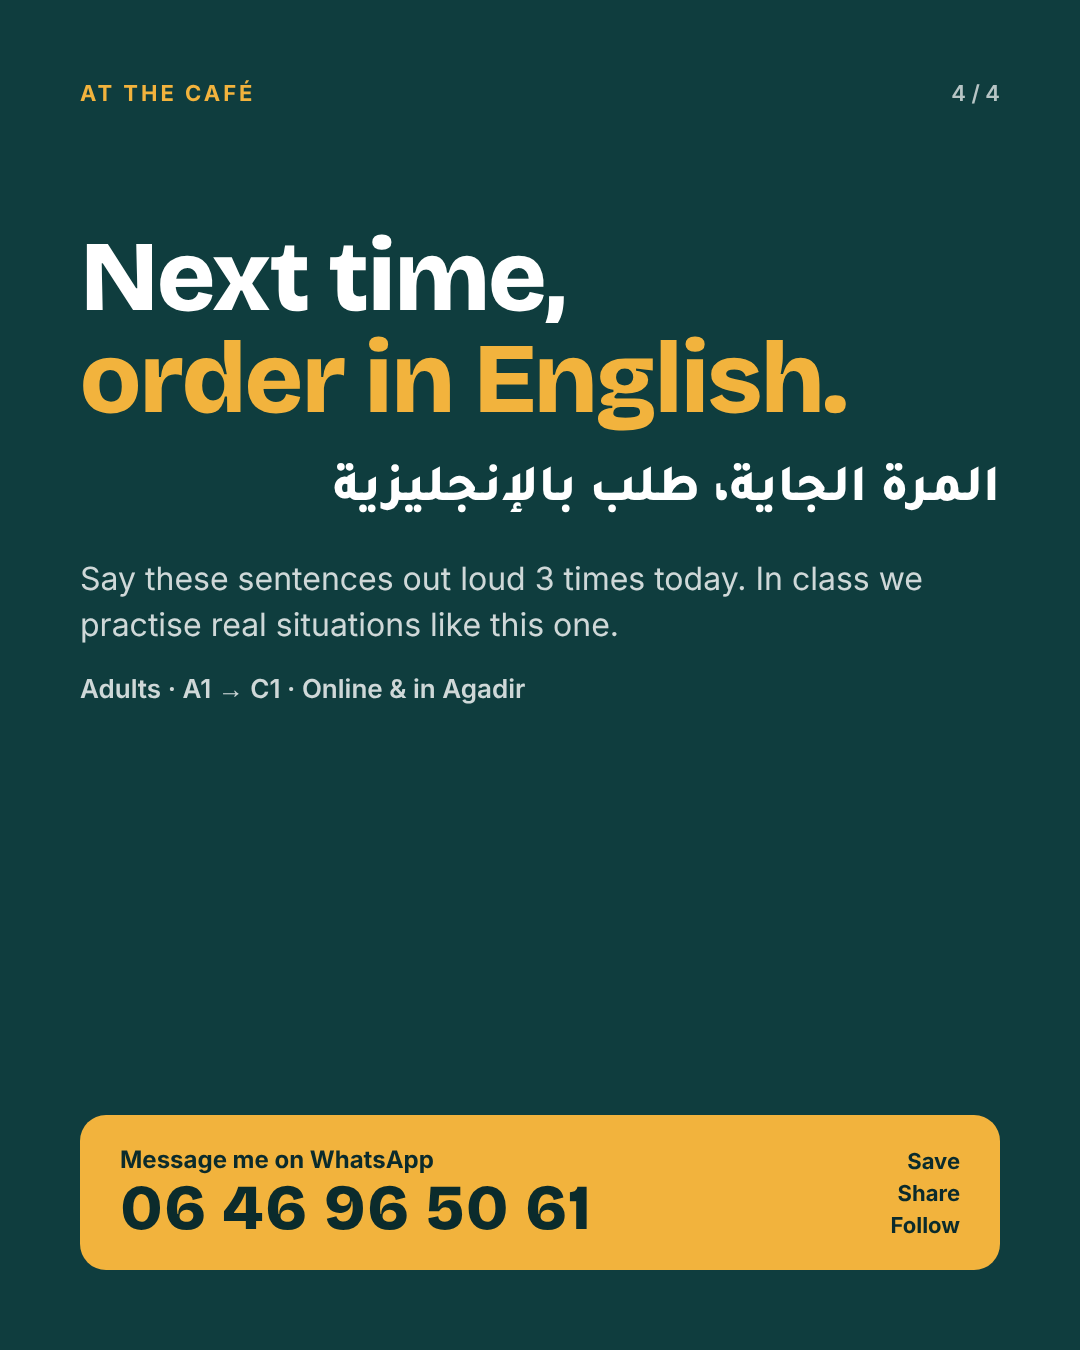 AT THE CAFÉ
4 / 4
Next time,
order in English.
المرة الجاية، طلب بالإنجليزية
Say these sentences out loud 3 times today. In class we
practise real situations like this one.
Adults · A1 → C1 · Online & in Agadir
Message me on WhatsApp
06 46 96 50 61
Save
Share
Follow